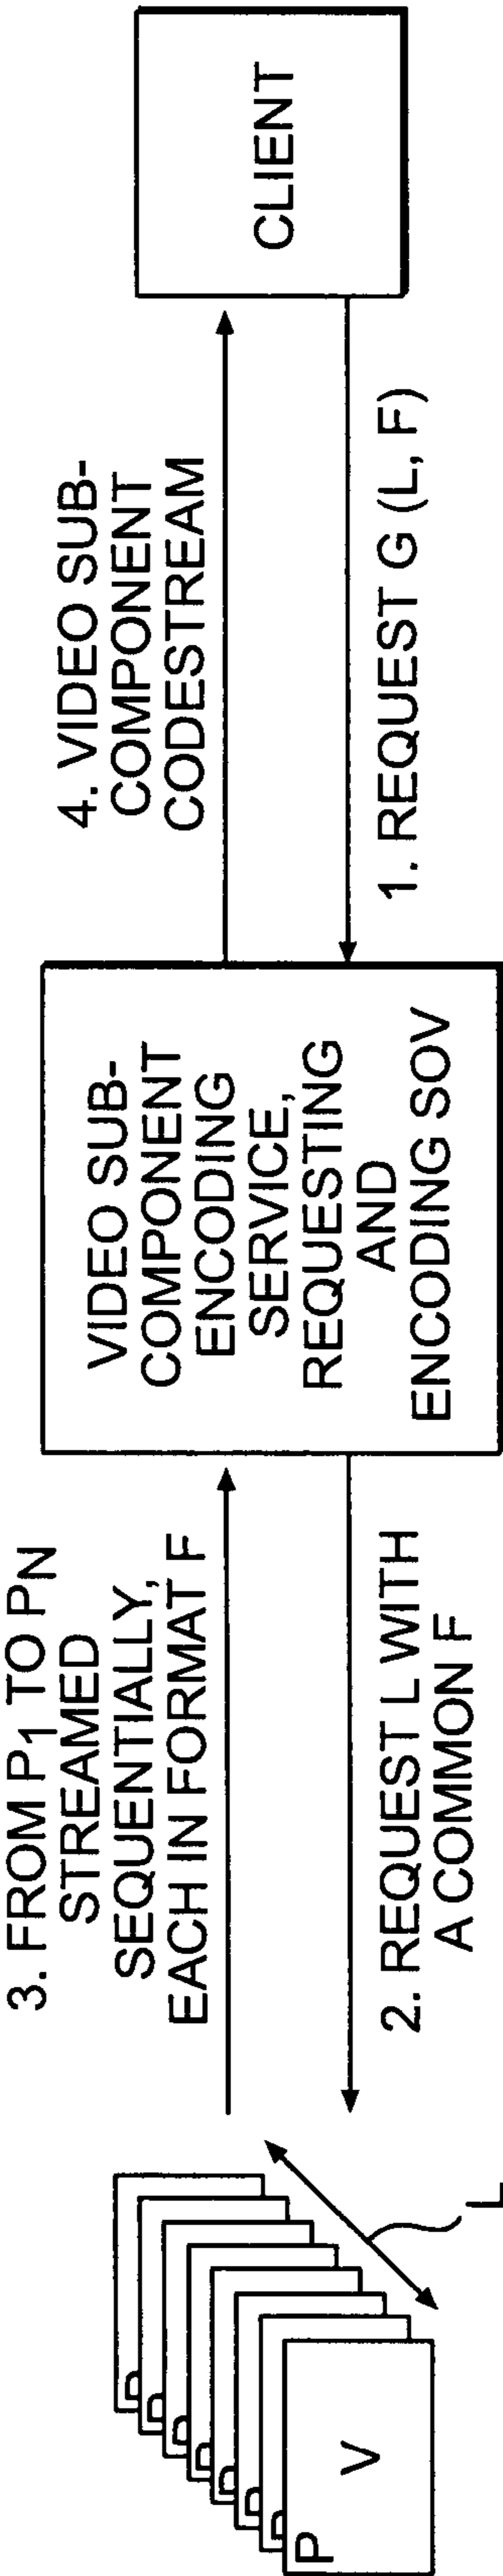 3. FROM P1 TO PN
STREAMED
SEQUENTIALLY,
EACH IN FORMAT F
4. VIDEO SUB-
COMPONENT
CODESTREAM
P
P
P
P
P
P
P
P
V
L
VIDEO SUB-
COMPONENT
ENCODING
SERVICE,
REQUESTING
AND
ENCODING SOV
CLIENT
2. REQUEST L WITH
A COMMON F
1. REQUEST G (L, F)